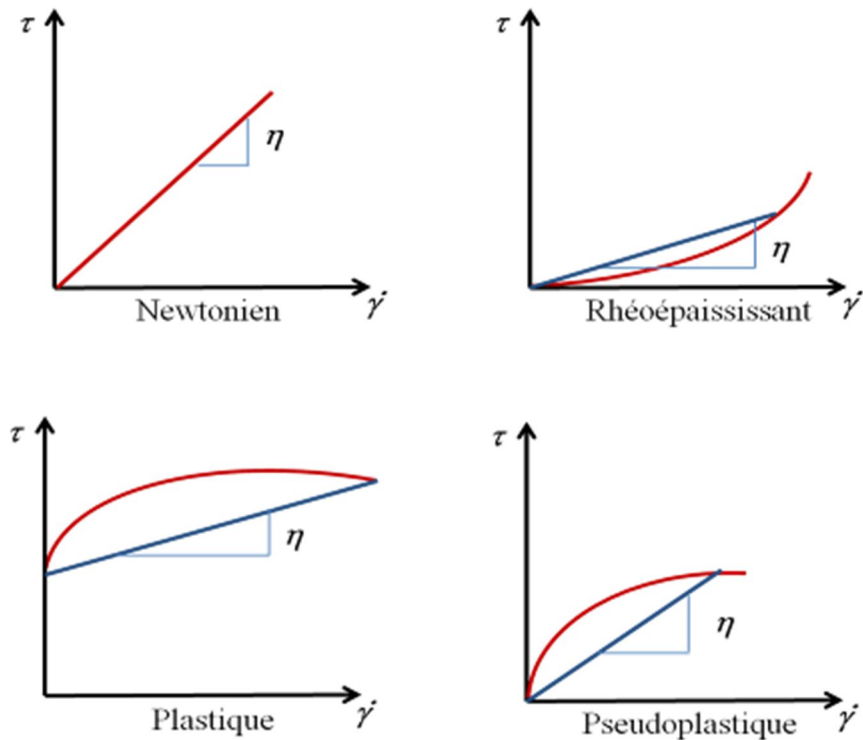 τ
τ
η
η
Newtonien
γ̇
Rhéoépaississant
γ̇
τ
τ
η
η
Plastique
γ̇
Pseudoplastique
γ̇